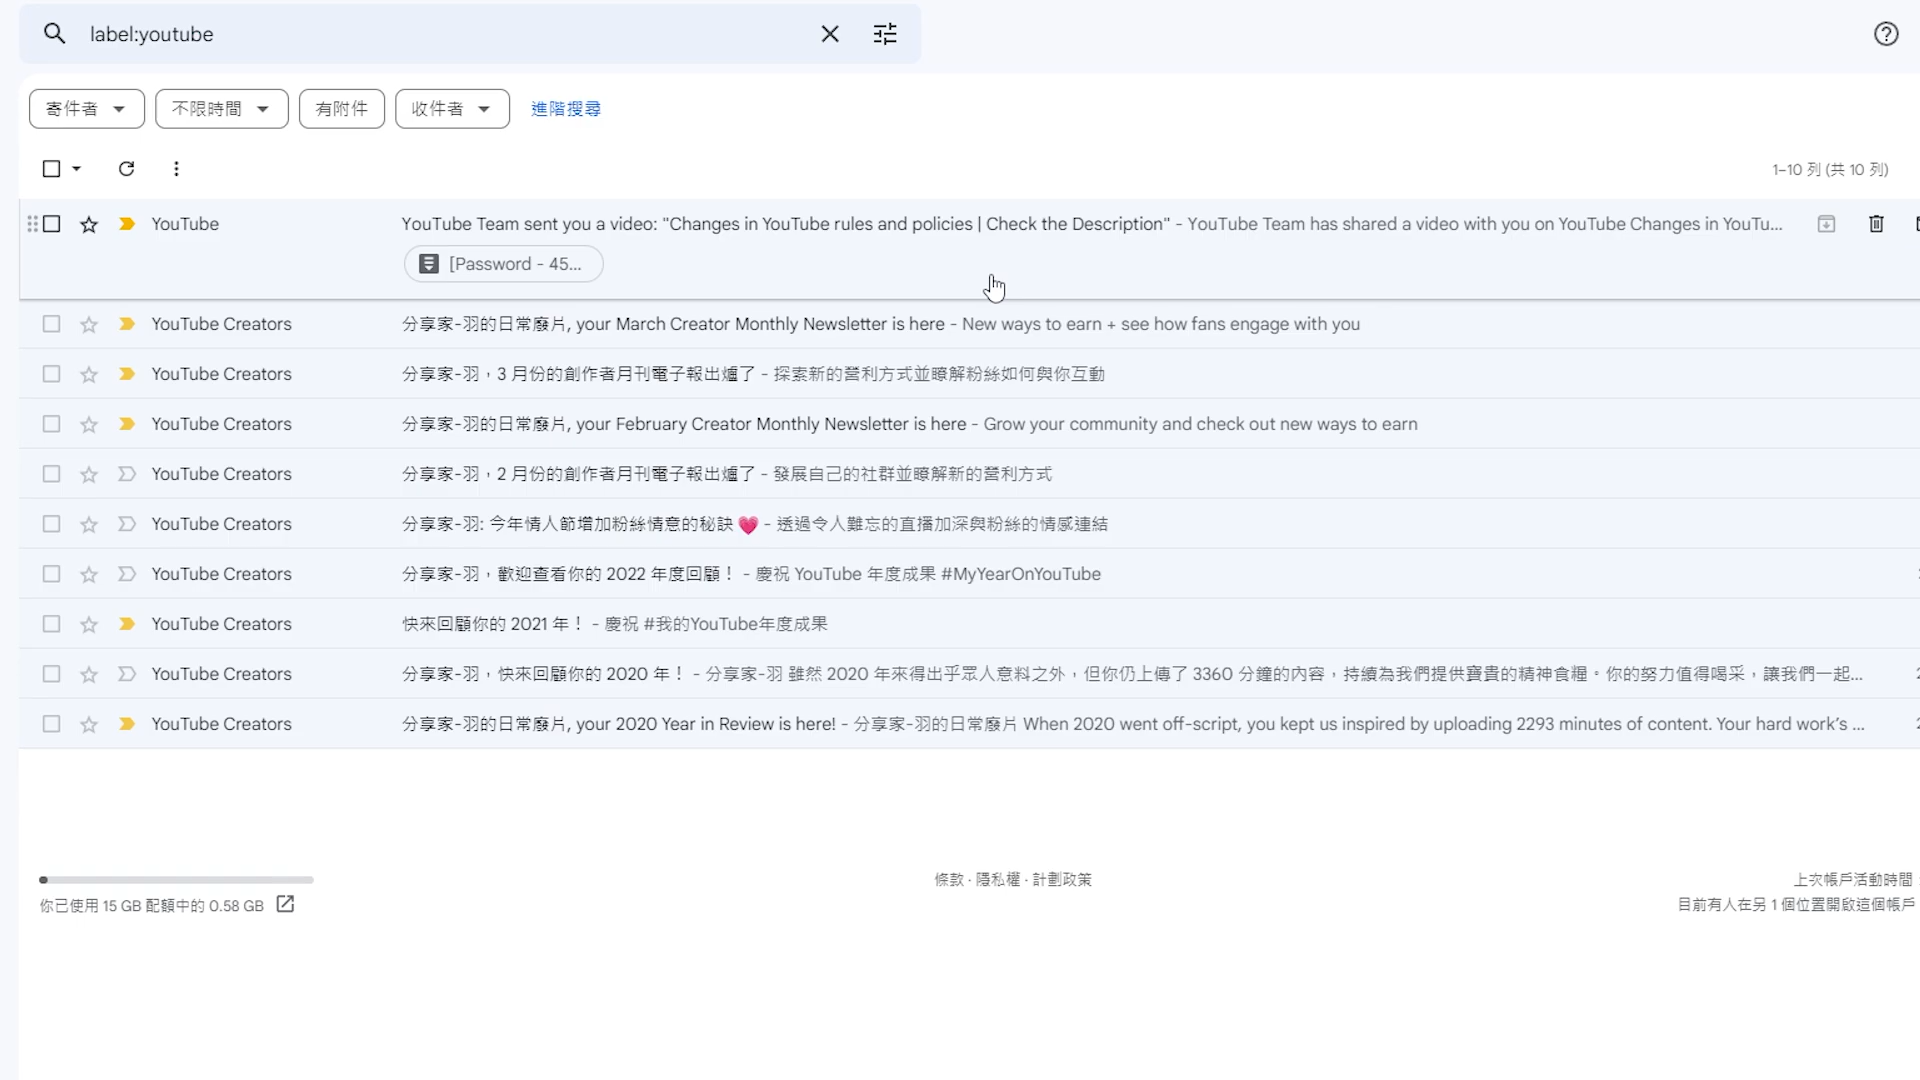 label:youtube
寄件者 不限時間 有附件 收件者 進階搜尋
1–10 列 (共 10 列)
YouTube YouTube Team sent you a video: "Changes in YouTube rules and policies | Check the Description" - YouTube Team has shared a video with you on YouTube Changes in YouTu...
[Password - 45...
YouTube Creators 分享家-羽的日常廢片, your March Creator Monthly Newsletter is here - New ways to earn + see how fans engage with you
YouTube Creators 分享家-羽，3 月份的創作者月刊電子報出爐了 - 探索新的營利方式並瞭解粉絲如何與你互動
YouTube Creators 分享家-羽的日常廢片, your February Creator Monthly Newsletter is here - Grow your community and check out new ways to earn
YouTube Creators 分享家-羽，2 月份的創作者月刊電子報出爐了 - 發展自己的社群並瞭解新的營利方式
YouTube Creators 分享家-羽: 今年情人節增加粉絲情意的秘訣 💗 - 透過令人難忘的直播加深與粉絲的情感連結
YouTube Creators 分享家-羽，歡迎查看你的 2022 年度回顧！ - 慶祝 YouTube 年度成果 #MyYearOnYouTube
YouTube Creators 快來回顧你的 2021 年！ - 慶祝 #我的YouTube年度成果
YouTube Creators 分享家-羽，快來回顧你的 2020 年！ - 分享家-羽 雖然 2020 年來得出乎眾人意料之外，但你仍上傳了 3360 分鐘的內容，持續為我們提供寶貴的精神食糧。你的努力值得喝采，讓我們一起...
YouTube Creators 分享家-羽的日常廢片, your 2020 Year in Review is here! - 分享家-羽的日常廢片 When 2020 went off-script, you kept us inspired by uploading 2293 minutes of content. Your hard work's ...
條款 · 隱私權 · 計劃政策
上次帳戶活動時間
你已使用 15 GB 配額中的 0.58 GB
目前有人在另 1 個位置開啟這個帳戶